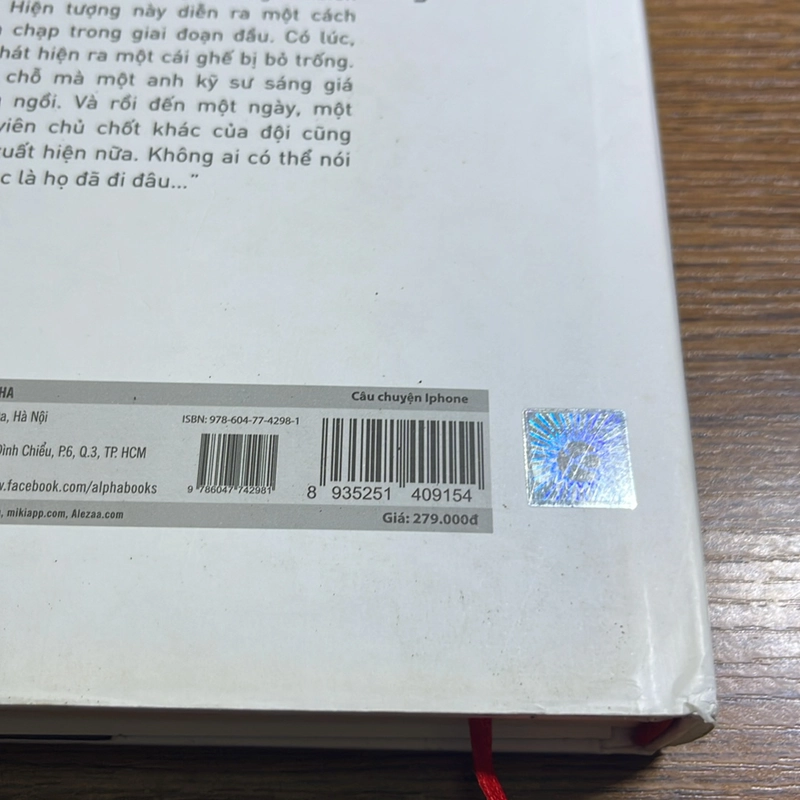 Hiện tượng này diễn ra một cách
chạp trong giai đoạn đầu. Có lúc,
hát hiện ra một cái ghế bị bỏ trống.
chỗ mà một anh kỹ sư sáng giá
ngồi. Và rồi đến một ngày, một
viên chủ chốt khác của đội cũng
uất hiện nữa. Không ai có thể nói
c là họ đã đi đâu..."
HA
Câu chuyện Iphone
a, Hà Nội
ISBN: 978-604-77-4298-1
Đình Chiểu, P.6, Q.3, TP. HCM
w.facebook.com/alphabooks
9 786047 742981
8 935251 409154
, mikiapp.com, Alezaa.com
Giá: 279.000đ